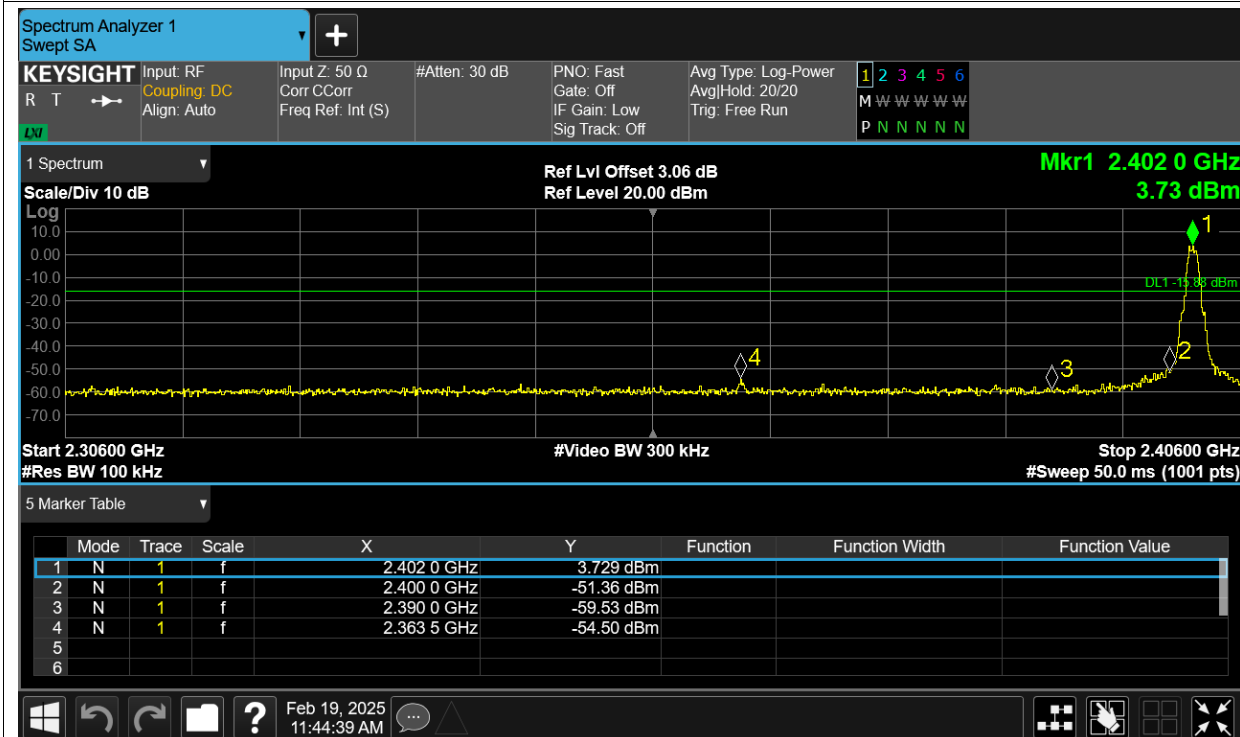 Spectrum Analyzer 1
Swept SA
+
KEYSIGHT
R T
LXI
Input: RF
Coupling: DC
Align: Auto
Input Z: 50 Ω
Corr CCorr
Freq Ref: Int (S)
#Atten: 30 dB
PNO: Fast
Gate: Off
IF Gain: Low
Sig Track: Off
Avg Type: Log-Power
Avg|Hold: 20/20
Trig: Free Run
1 2 3 4 5 6
M W W W W W
P N N N N N
1 Spectrum
Scale/Div 10 dB
Ref Lvl Offset 3.06 dB
Ref Level 20.00 dBm
Mkr1 2.402 0 GHz
3.73 dBm
Log
10.0
0.00
-10.0
-20.0
-30.0
-40.0
-50.0
-60.0
-70.0
1
DL1 -15.88 dBm
2
3
4
Start 2.30600 GHz
#Res BW 100 kHz
#Video BW 300 kHz
Stop 2.40600 GHz
#Sweep 50.0 ms (1001 pts)
5 Marker Table
Mode Trace Scale X Y Function Function Width Function Value
1 N 1 f 2.402 0 GHz 3.729 dBm
2 N 1 f 2.400 0 GHz -51.36 dBm
3 N 1 f 2.390 0 GHz -59.53 dBm
4 N 1 f 2.363 5 GHz -54.50 dBm
5
6
?
Feb 19, 2025
11:44:39 AM